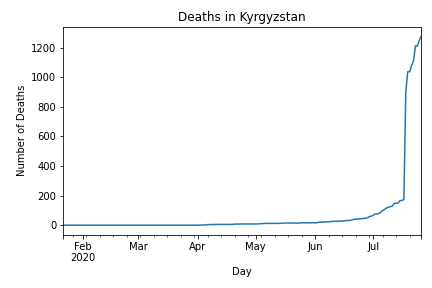 Deaths in Kyrgyzstan
Number of Deaths
1200
1000
800
600
400
200
0
Feb
2020
Mar
Apr
May
Jun
Jul
Day